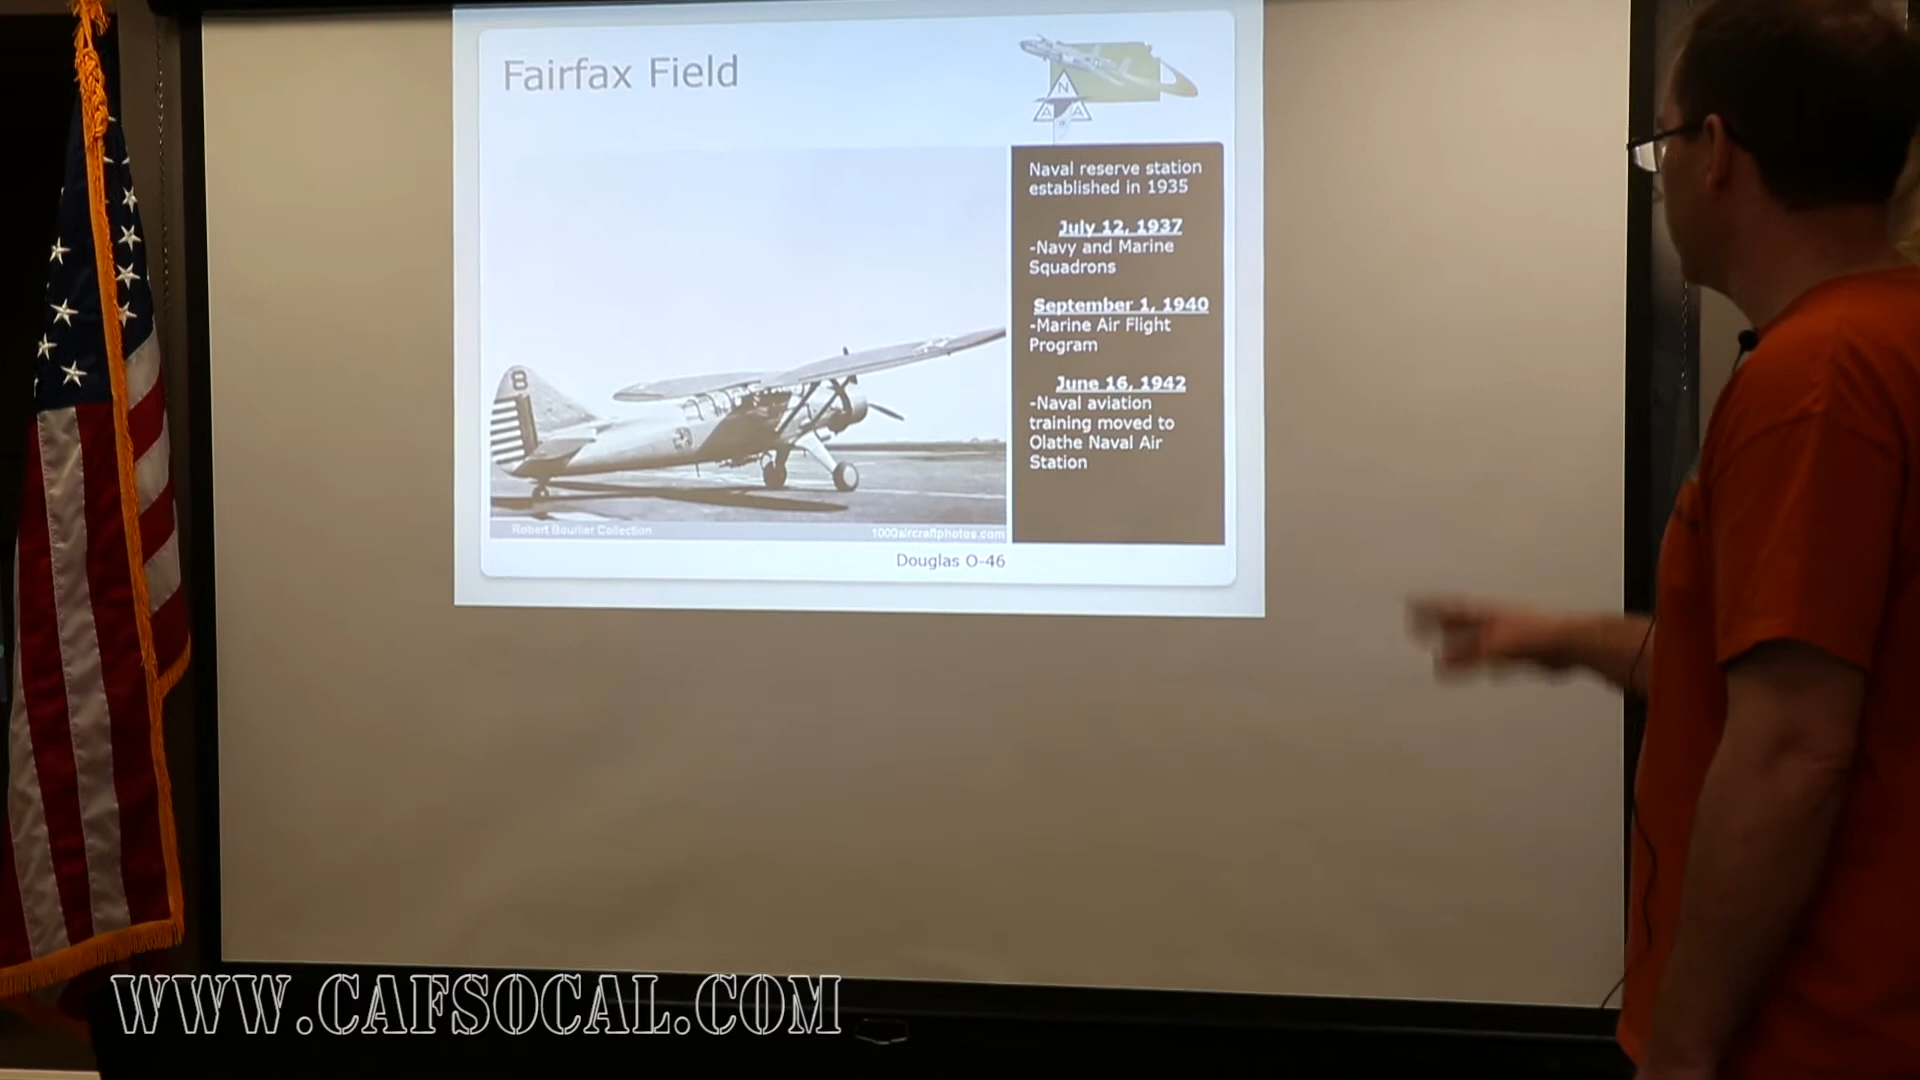 Fairfax Field
N
A A
Naval reserve station
established in 1935
July 12, 1937
-Navy and Marine
Squadrons
September 1, 1940
-Marine Air Flight
Program
June 16, 1942
-Naval aviation
training moved to
Olathe Naval Air
Station
8
Robert Bourlier Collection
1000aircraftphotos.com
Douglas O-46
WWW.CAFSOCAL.COM